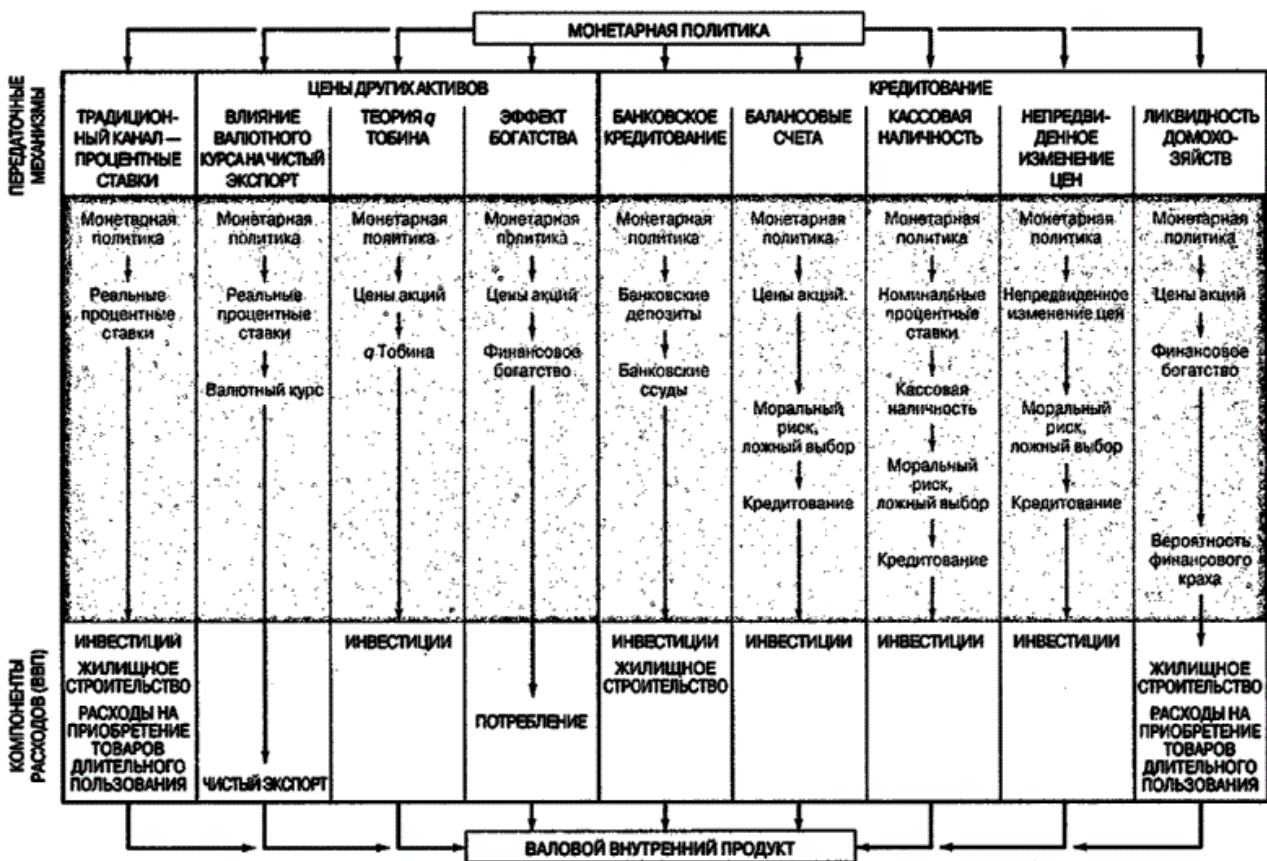 МОНЕТАРНАЯ ПОЛИТИКА
ПЕРЕДАТОЧНЫЕ
МЕХАНИЗМЫ
ЦЕНЫ ДРУГИХ АКТИВОВ
КРЕДИТОВАНИЕ
ТРАДИЦИОН-
НЫЙ КАНАЛ —
ПРОЦЕНТНЫЕ
СТАВКИ
ВЛИЯНИЕ
ВАЛЮТНОГО
КУРСА НА ЧИСТЫЙ
ЭКСПОРТ
ТЕОРИЯ q
ТОБИНА
ЭФФЕКТ
БОГАТСТВА
БАНКОВСКОЕ
КРЕДИТОВАНИЕ
БАЛАНСОВЫЕ
СЧЕТА
КАССОВАЯ
НАЛИЧНОСТЬ
НЕПРЕДВИ-
ДЕННОЕ
ИЗМЕНЕНИЕ
ЦЕН
ЛИКВИДНОСТЬ
ДОМОХО-
ЗЯЙСТВ
Монетарная
политика
Реальные
процентные
ставки
Монетарная
политика
Реальные
процентные
ставки
Валютный курс
Монетарная
политика
Цены акций
q Тобина
Монетарная
политика
Цены акций
Финансовое
богатство
Монетарная
политика
Банковские
депозиты
Банковские
ссуды
Монетарная
политика
Цены акций
Моральный
риск,
ложный выбор
Кредитование
Монетарная
политика
Номинальные
процентные
ставки
Кассовая
наличность
Моральный
риск,
ложный выбор
Кредитование
Монетарная
политика
Непредвиденное
изменение цен
Моральный
риск,
ложный выбор
Кредитование
Монетарная
политика
Цены акций
Финансовое
богатство
Вероятность
финансового
краха
КОМПОНЕНТЫ
РАСХОДОВ (ВВП)
ИНВЕСТИЦИЙ
ЖИЛИЩНОЕ
СТРОИТЕЛЬСТВО
РАСХОДЫ НА
ПРИОБРЕТЕНИЕ
ТОВАРОВ
ДЛИТЕЛЬНОГО
ПОЛЬЗОВАНИЯ
ЧИСТЫЙ ЭКСПОРТ
ИНВЕСТИЦИИ
ПОТРЕБЛЕНИЕ
ИНВЕСТИЦИИ
ЖИЛИЩНОЕ
СТРОИТЕЛЬСТВО
ИНВЕСТИЦИИ
ИНВЕСТИЦИИ
ИНВЕСТИЦИИ
ЖИЛИЩНОЕ
СТРОИТЕЛЬСТВО
РАСХОДЫ НА
ПРИОБРЕТЕНИЕ
ТОВАРОВ
ДЛИТЕЛЬНОГО
ПОЛЬЗОВАНИЯ
ВАЛОВОЙ ВНУТРЕННИЙ ПРОДУКТ